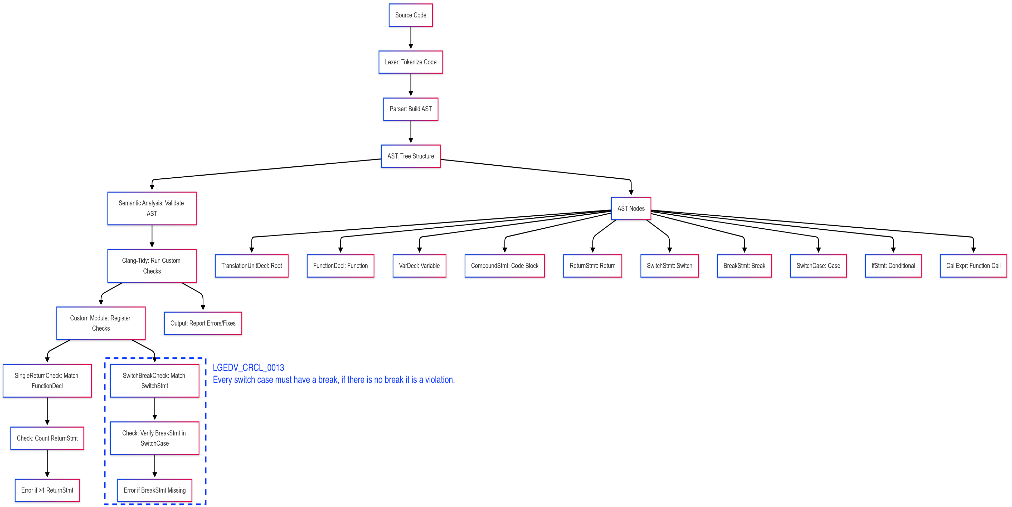 Source Code
Lexer: Tokenize Code
Parser: Build AST
AST: Tree Structure
Semantic Analysis: Validate
AST
AST Nodes
Clang-Tidy: Run Custom
Checks
TranslationUnitDecl: Root
FunctionDecl: Function
VarDecl: Variable
CompoundStmt: Code Block
ReturnStmt: Return
SwitchStmt: Switch
BreakStmt: Break
SwitchCase: Case
IfStmt: Conditional
CallExpr: Function Call
Custom Module: Register
Checks
Output: Report Errors/Fixes
SingleReturnCheck: Match
FunctionDecl
SwitchBreakCheck: Match
SwitchStmt
LGEDV_CRCL_0013
Every switch case must have a break, if there is no break it is a violation.
Check: Count ReturnStmt
Check: Verify BreakStmt in
SwitchCase
Error if >1 ReturnStmt
Error if BreakStmt Missing